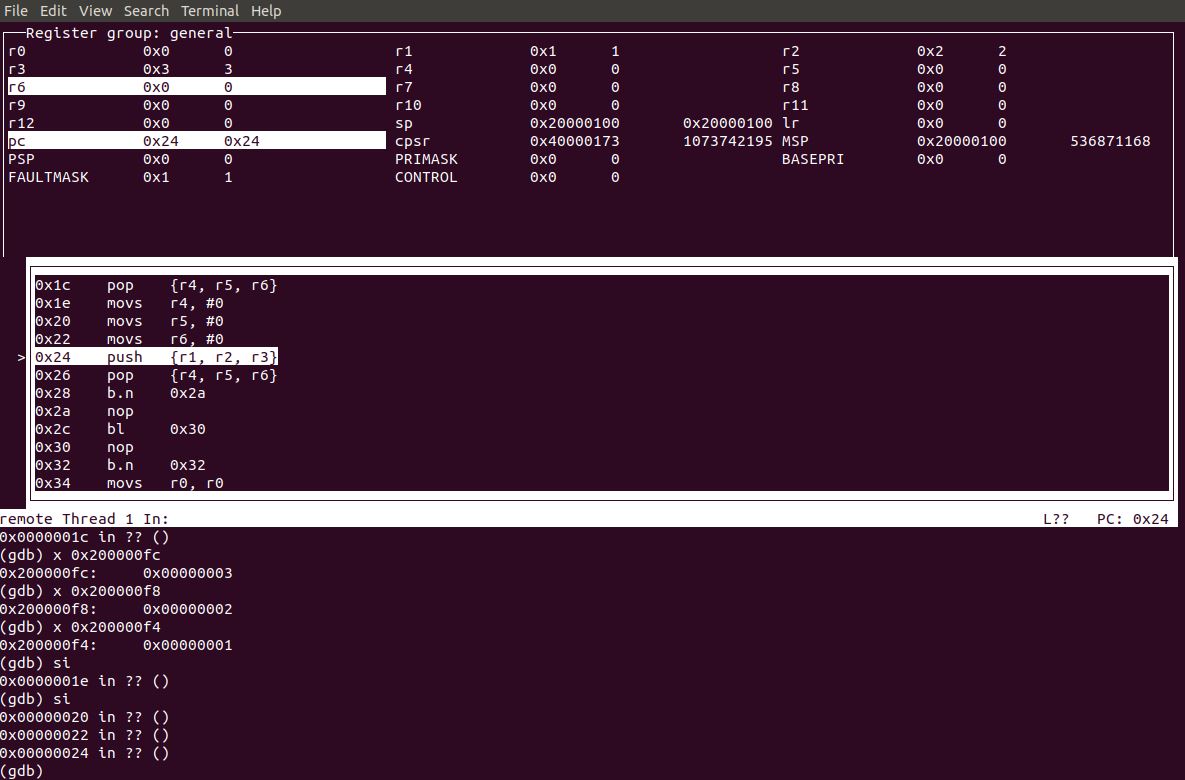 File Edit View Search Terminal Help
Register group: general
r0 0x0 0 r1 0x1 1 r2 0x2 2
r3 0x3 3 r4 0x0 0 r5 0x0 0
r6 0x0 0 r7 0x0 0 r8 0x0 0
r9 0x0 0 r10 0x0 0 r11 0x0 0
r12 0x0 0 sp 0x20000100 0x20000100 lr 0x0 0
pc 0x24 0x24 cpsr 0x40000173 1073742195 MSP 0x20000100 536871168
PSP 0x0 0 PRIMASK 0x0 0 BASEPRI 0x0 0
FAULTMASK 0x1 1 CONTROL 0x0 0
0x1c pop {r4, r5, r6}
0x1e movs r4, #0
0x20 movs r5, #0
0x22 movs r6, #0
>0x24 push {r1, r2, r3}
0x26 pop {r4, r5, r6}
0x28 b.n 0x2a
0x2a nop
0x2c bl 0x30
0x30 nop
0x32 b.n 0x32
0x34 movs r0, r0
remote Thread 1 In: L?? PC: 0x24
0x0000001c in ?? ()
(gdb) x 0x200000fc
0x200000fc: 0x00000003
(gdb) x 0x200000f8
0x200000f8: 0x00000002
(gdb) x 0x200000f4
0x200000f4: 0x00000001
(gdb) si
0x0000001e in ?? ()
(gdb) si
0x00000020 in ?? ()
0x00000022 in ?? ()
0x00000024 in ?? ()
(gdb)